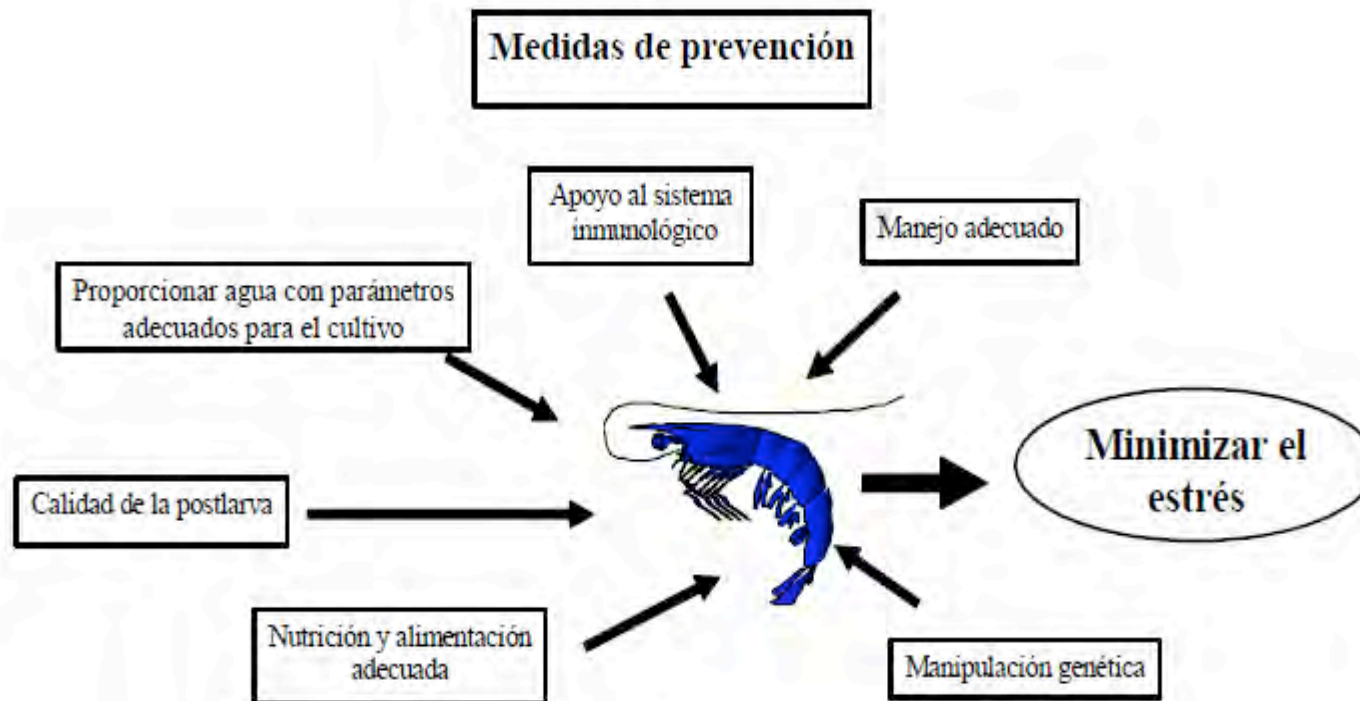 Medidas de prevención
Apoyo al sistema
inmunológico
Manejo adecuado
Proporcionar agua con parámetros
adecuados para el cultivo
Minimizar el
estrés
Calidad de la postlarva
Nutrición y alimentación
adecuada
Manipulación genética